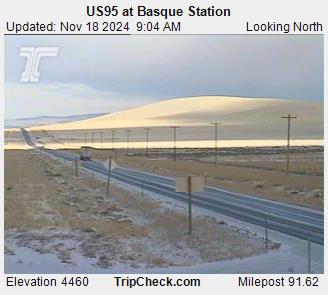 US95 at Basque Station
Updated: Nov 18 2024 9:04 AM Looking North
Elevation 4460 TripCheck.com Milepost 91.62